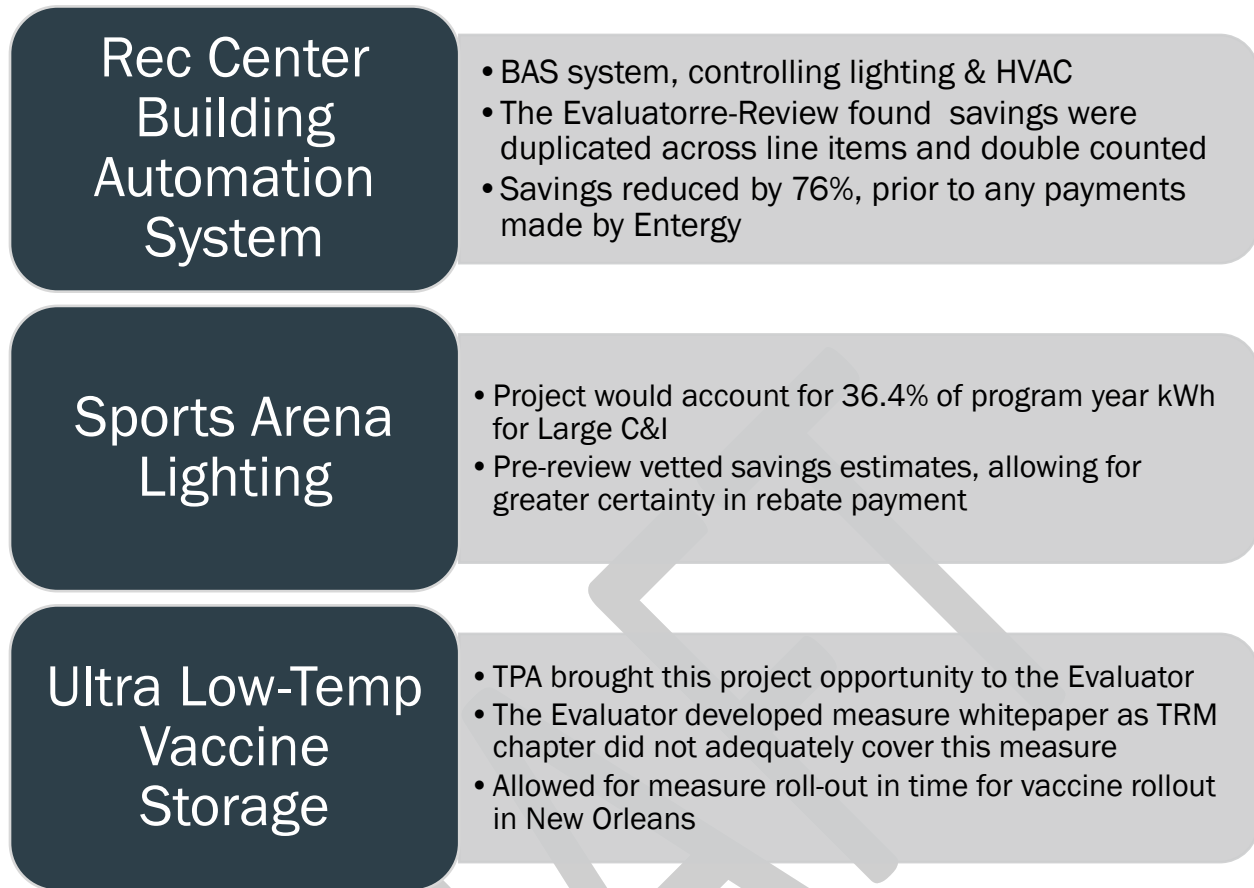 Rec Center
Building
Automation
System
• BAS system, controlling lighting & HVAC
• The Evaluatorre-Review found  savings were
duplicated across line items and double counted
• Savings reduced by 76%, prior to any payments
made by Entergy
Sports Arena
Lighting
• Project would account for 36.4% of program year kWh
for Large C&I
• Pre-review vetted savings estimates, allowing for
greater certainty in rebate payment
Ultra Low-Temp
Vaccine
Storage
• TPA brought this project opportunity to the Evaluator
• The Evaluator developed measure whitepaper as TRM
chapter did not adequately cover this measure
• Allowed for measure roll-out in time for vaccine rollout
in New Orleans